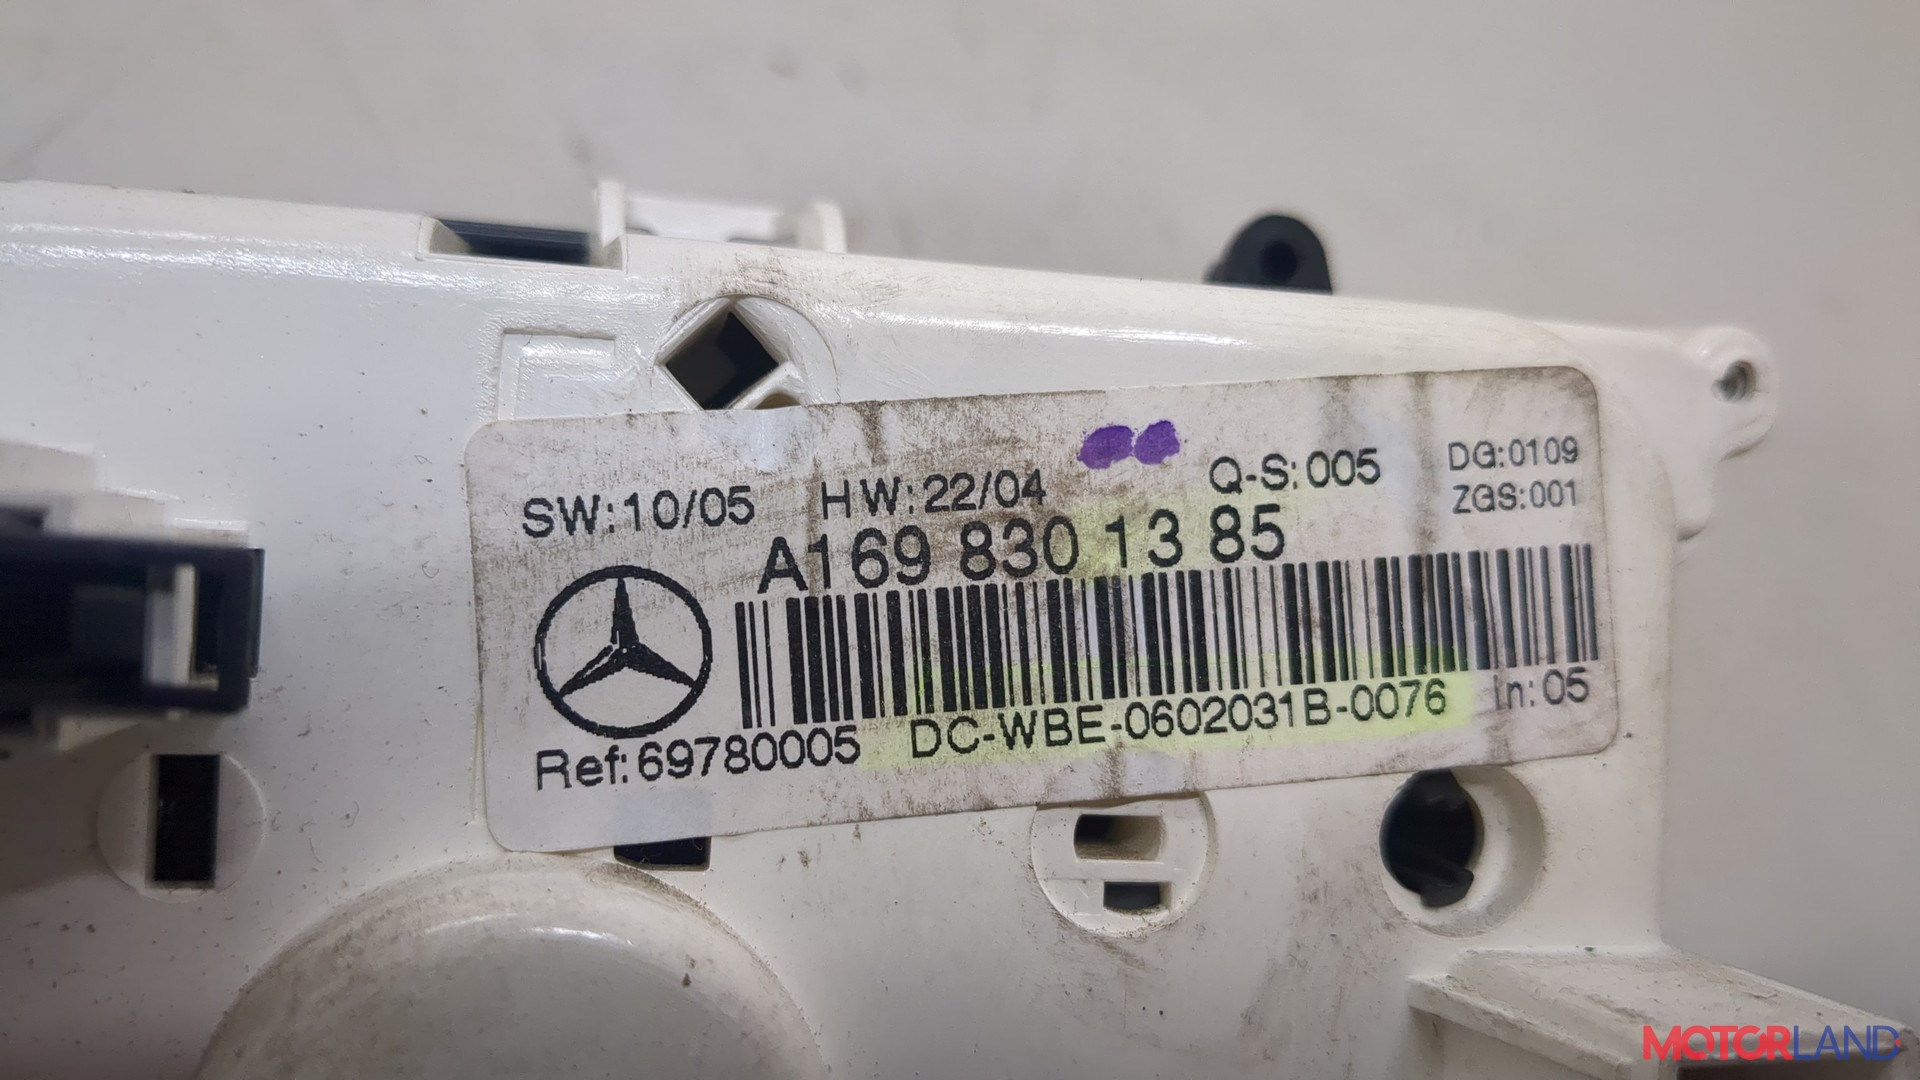 SW:10/05 HW:22/04 Q-S:005 DG:0109
ZGS:001
A169 830 13 85
Ref:69780005 DC-WBE-0602031B-0076 in:05
MOTORLAND